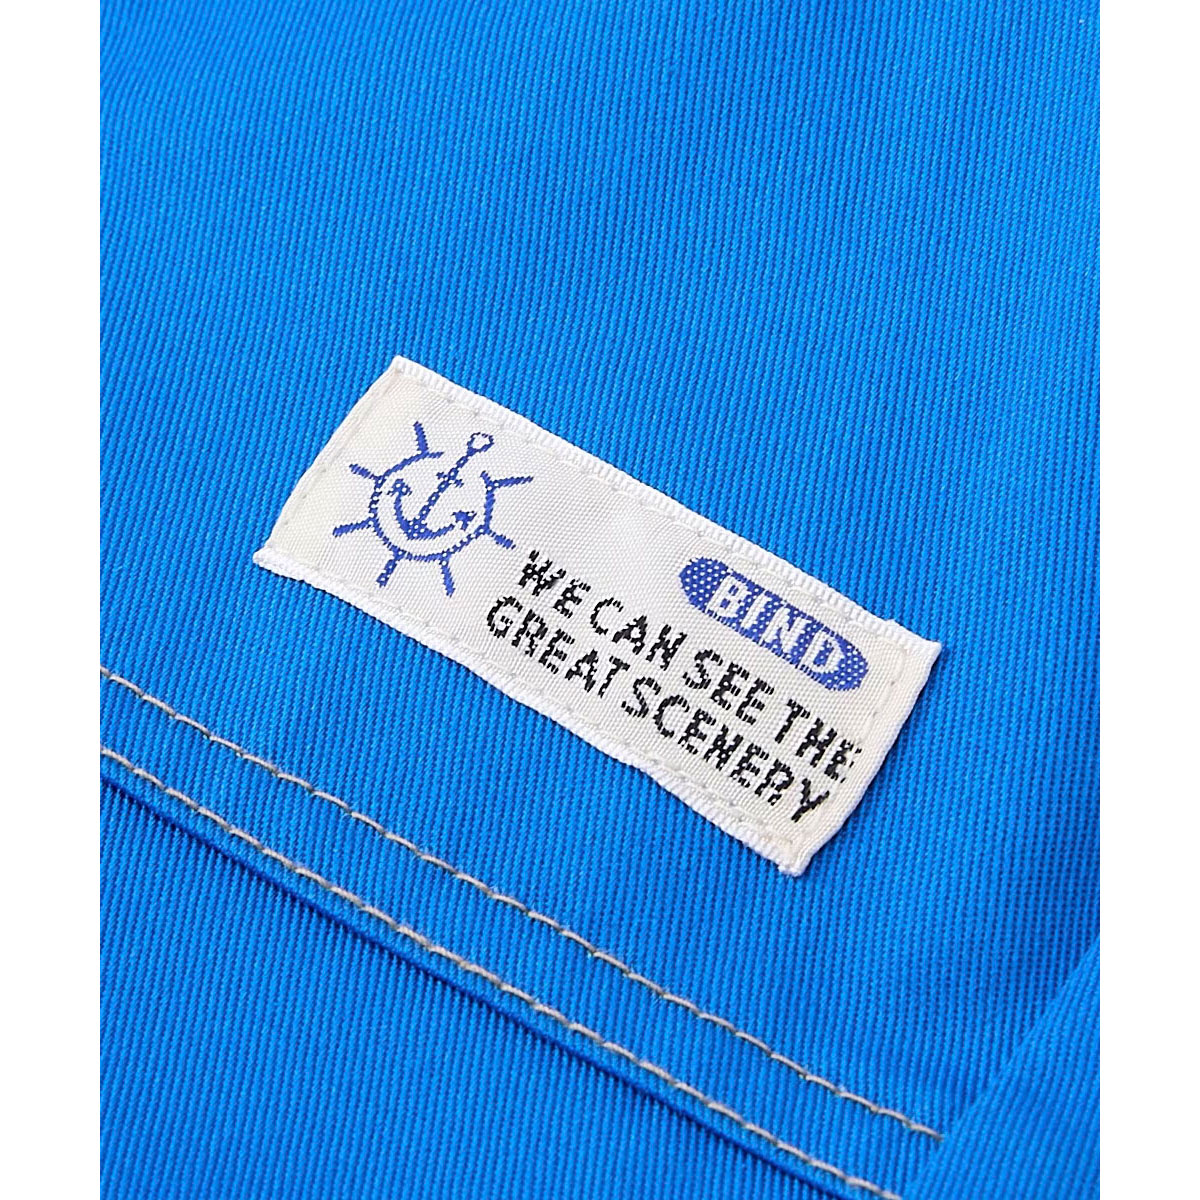 BIND
WE CAN SEE THE
GREAT SCENERY